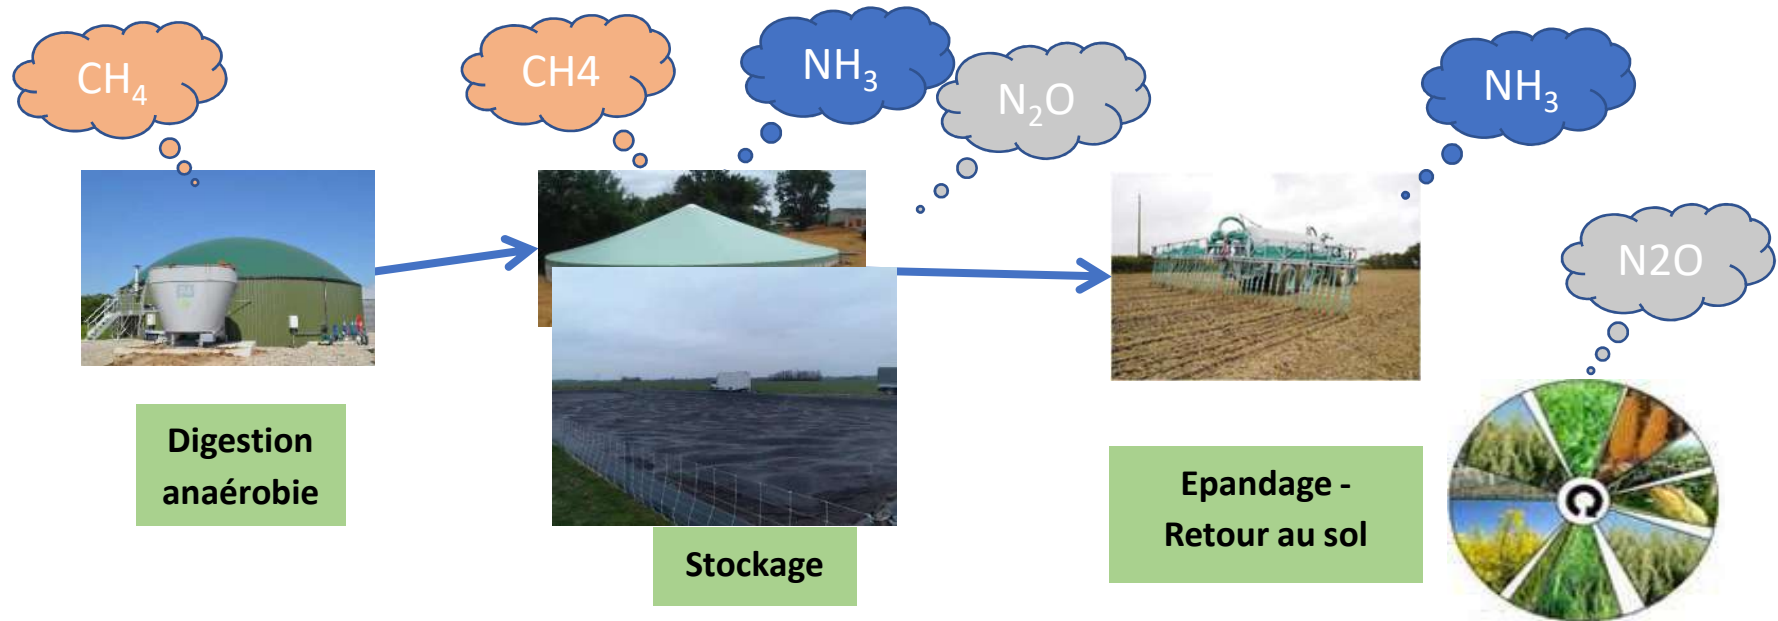 CH₄
CH4
NH₃
N₂O
NH₃
N2O
Digestion
anaérobie
Stockage
Epandage -
Retour au sol